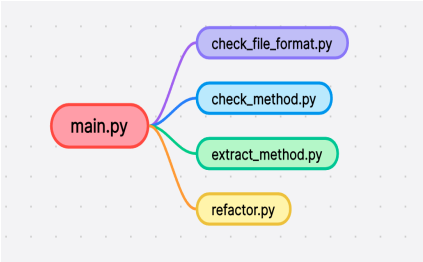 check_file_format.py
check_method.py
main.py
extract_method.py
refactor.py